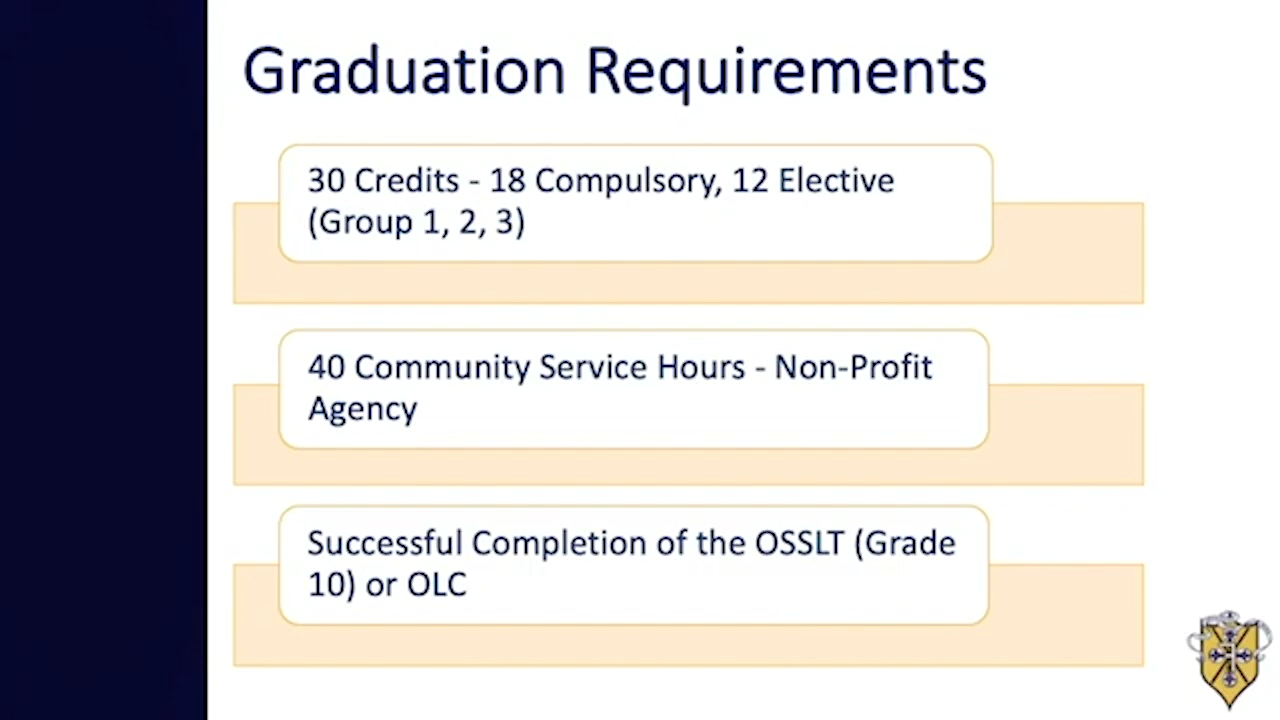 Graduation Requirements
30 Credits - 18 Compulsory, 12 Elective
(Group 1, 2, 3)
40 Community Service Hours - Non-Profit
Agency
Successful Completion of the OSSLT (Grade
10) or OLC